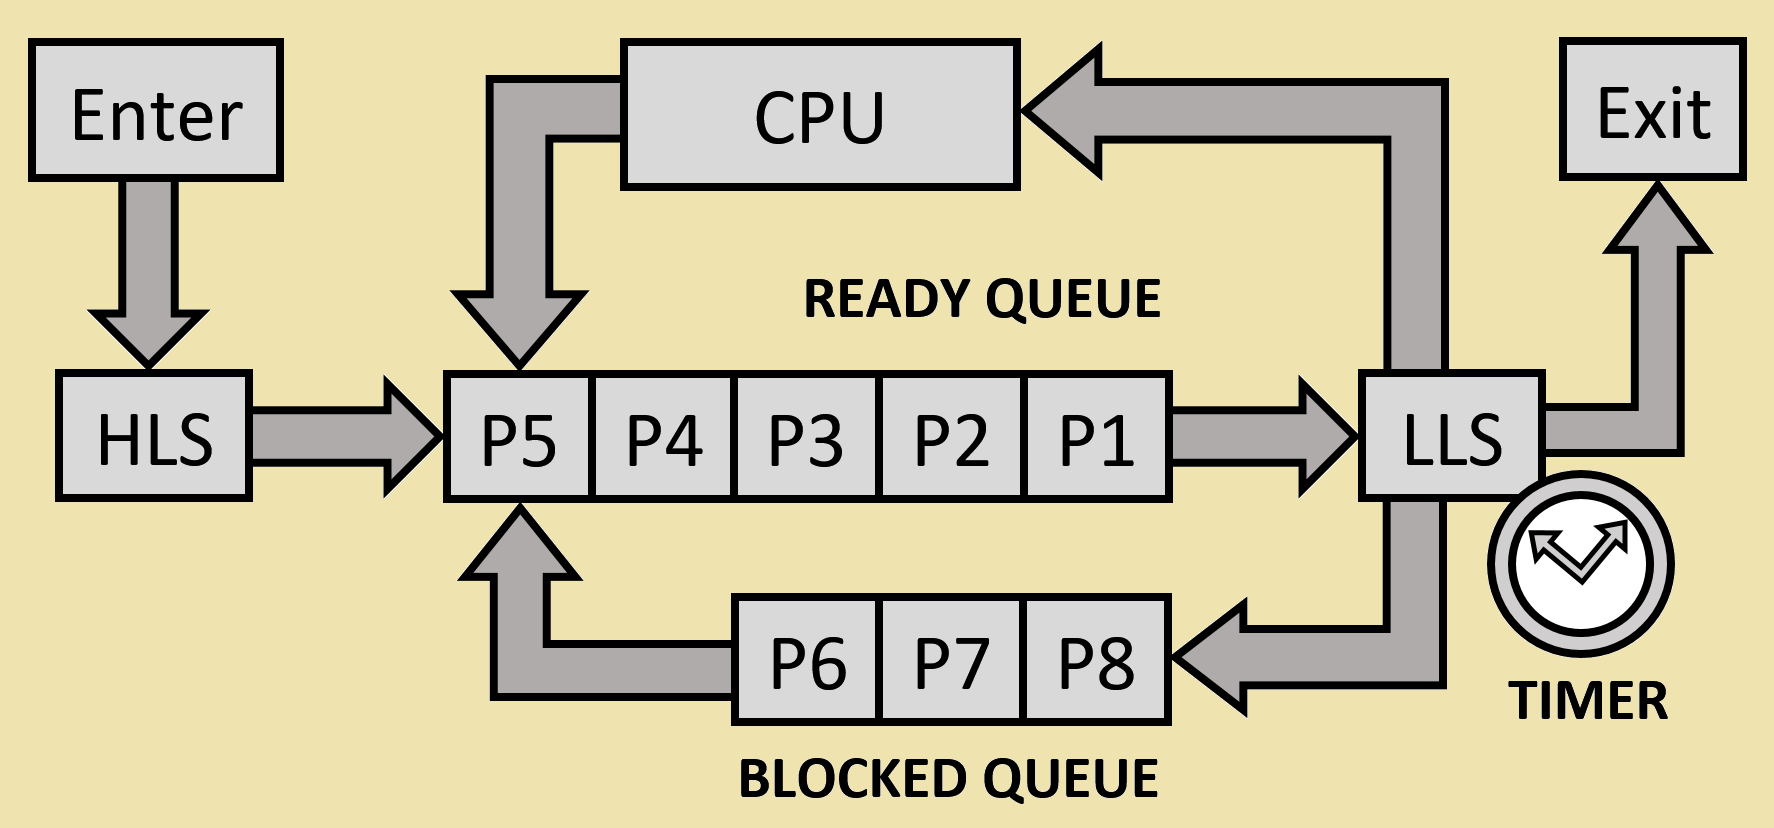 Enter
CPU
Exit
READY QUEUE
HLS
P5 P4 P3 P2 P1
LLS
P6 P7 P8
TIMER
BLOCKED QUEUE